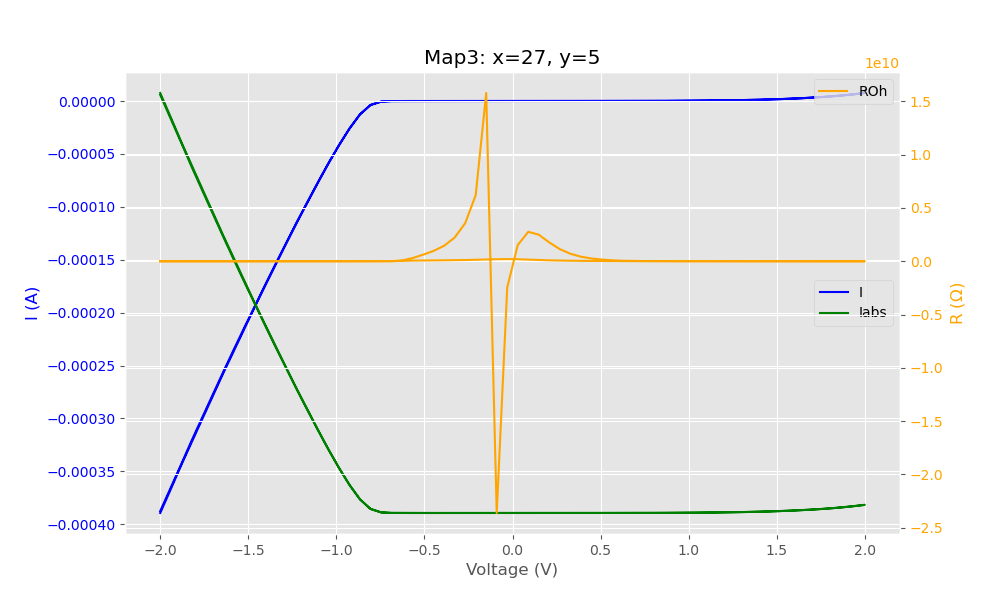 Map3: x=27, y=5
1e10
0.00000
−0.00005
−0.00010
−0.00015
−0.00020
−0.00025
−0.00030
−0.00035
−0.00040
I (A)
ROh
I
Iabs
1.5
1.0
0.5
0.0
−0.5
−1.0
−1.5
−2.0
−2.5
R (Ω)
−2.0 −1.5 −1.0 −0.5 0.0 0.5 1.0 1.5 2.0
Voltage (V)